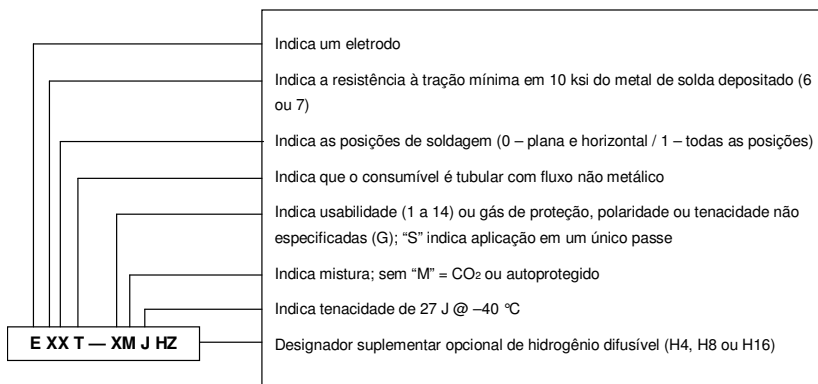 Indica um eletrodo
Indica a resistência à tração mínima em 10 ksi do metal de solda depositado (6
ou 7)
Indica as posições de soldagem (0 – plana e horizontal / 1 – todas as posições)
Indica que o consumível é tubular com fluxo não metálico
Indica usabilidade (1 a 14) ou gás de proteção, polaridade ou tenacidade não
especificadas (G); “S” indica aplicação em um único passe
Indica mistura; sem “M” = CO₂ ou autoprotegido
Indica tenacidade de 27 J @ –40 °C
E XX T — XM J HZ
Designador suplementar opcional de hidrogênio difusível (H4, H8 ou H16)